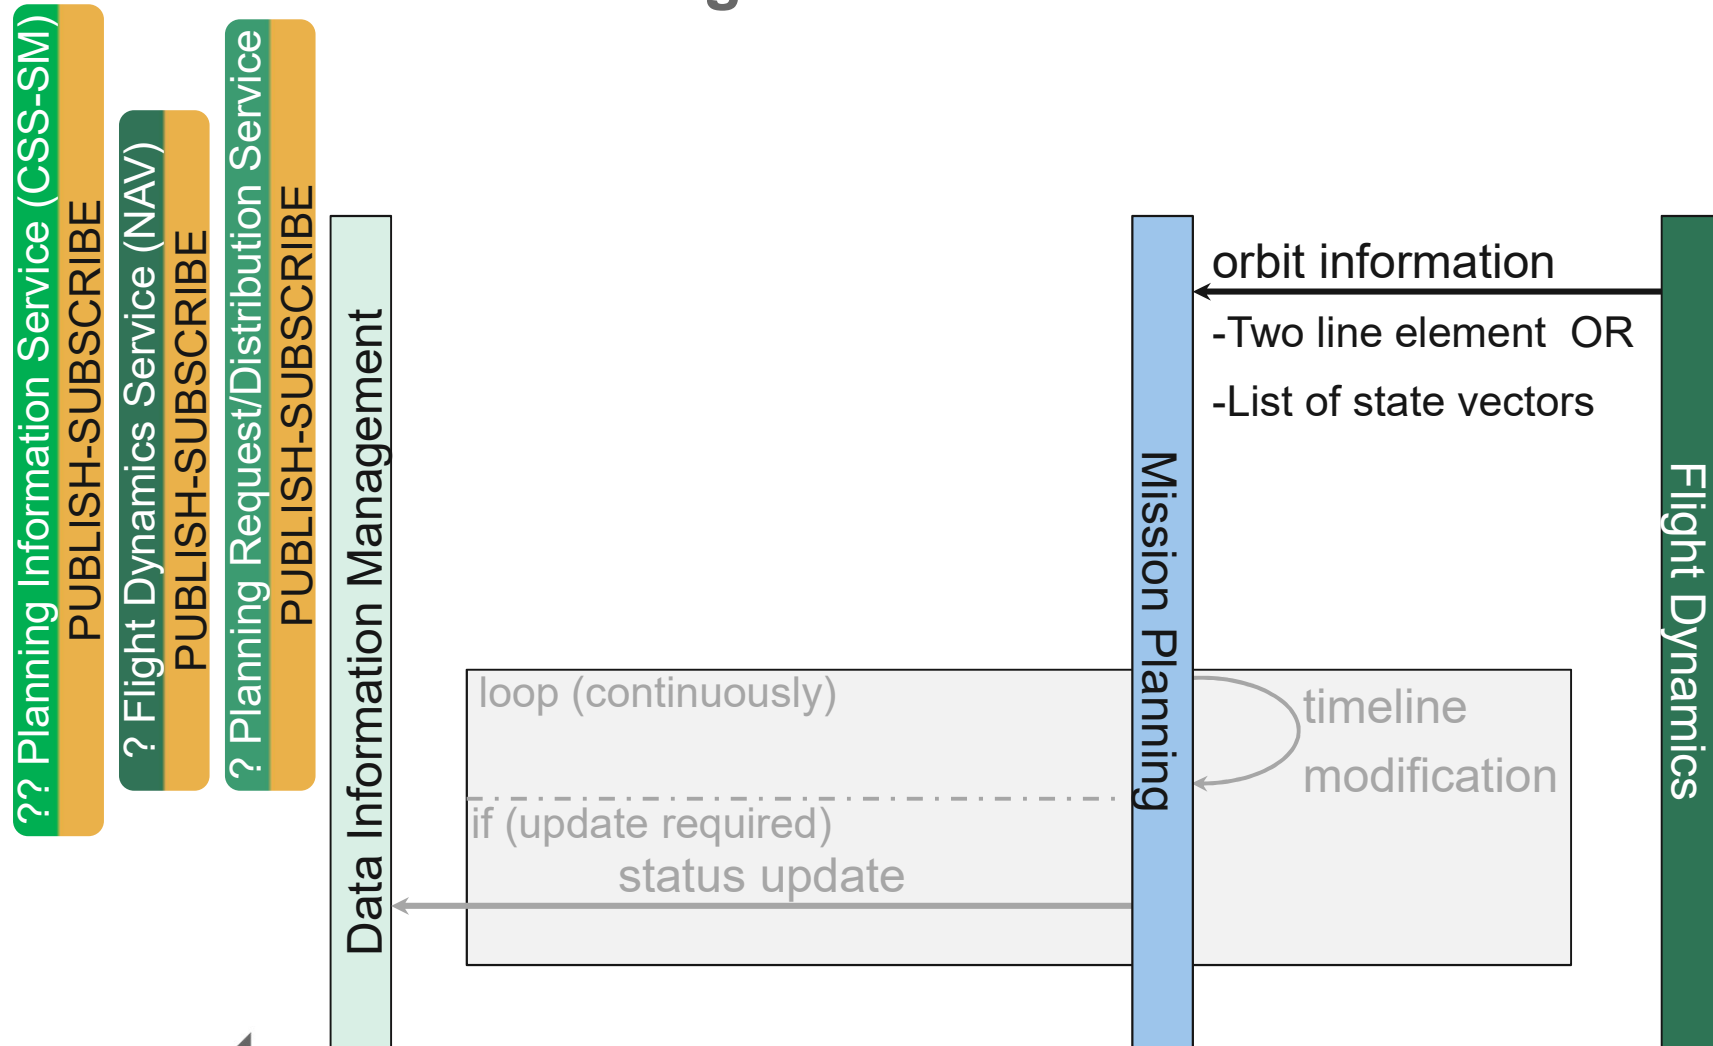 ?? Planning Information Service (CSS-SM)
PUBLISH-SUBSCRIBE
? Flight Dynamics Service (NAV)
PUBLISH-SUBSCRIBE
? Planning Request/Distribution Service
PUBLISH-SUBSCRIBE
Data Information Management
Mission Planning
Flight Dynamics
orbit information
-Two line element OR
-List of state vectors
loop (continuously)
timeline
modification
if (update required)
status update